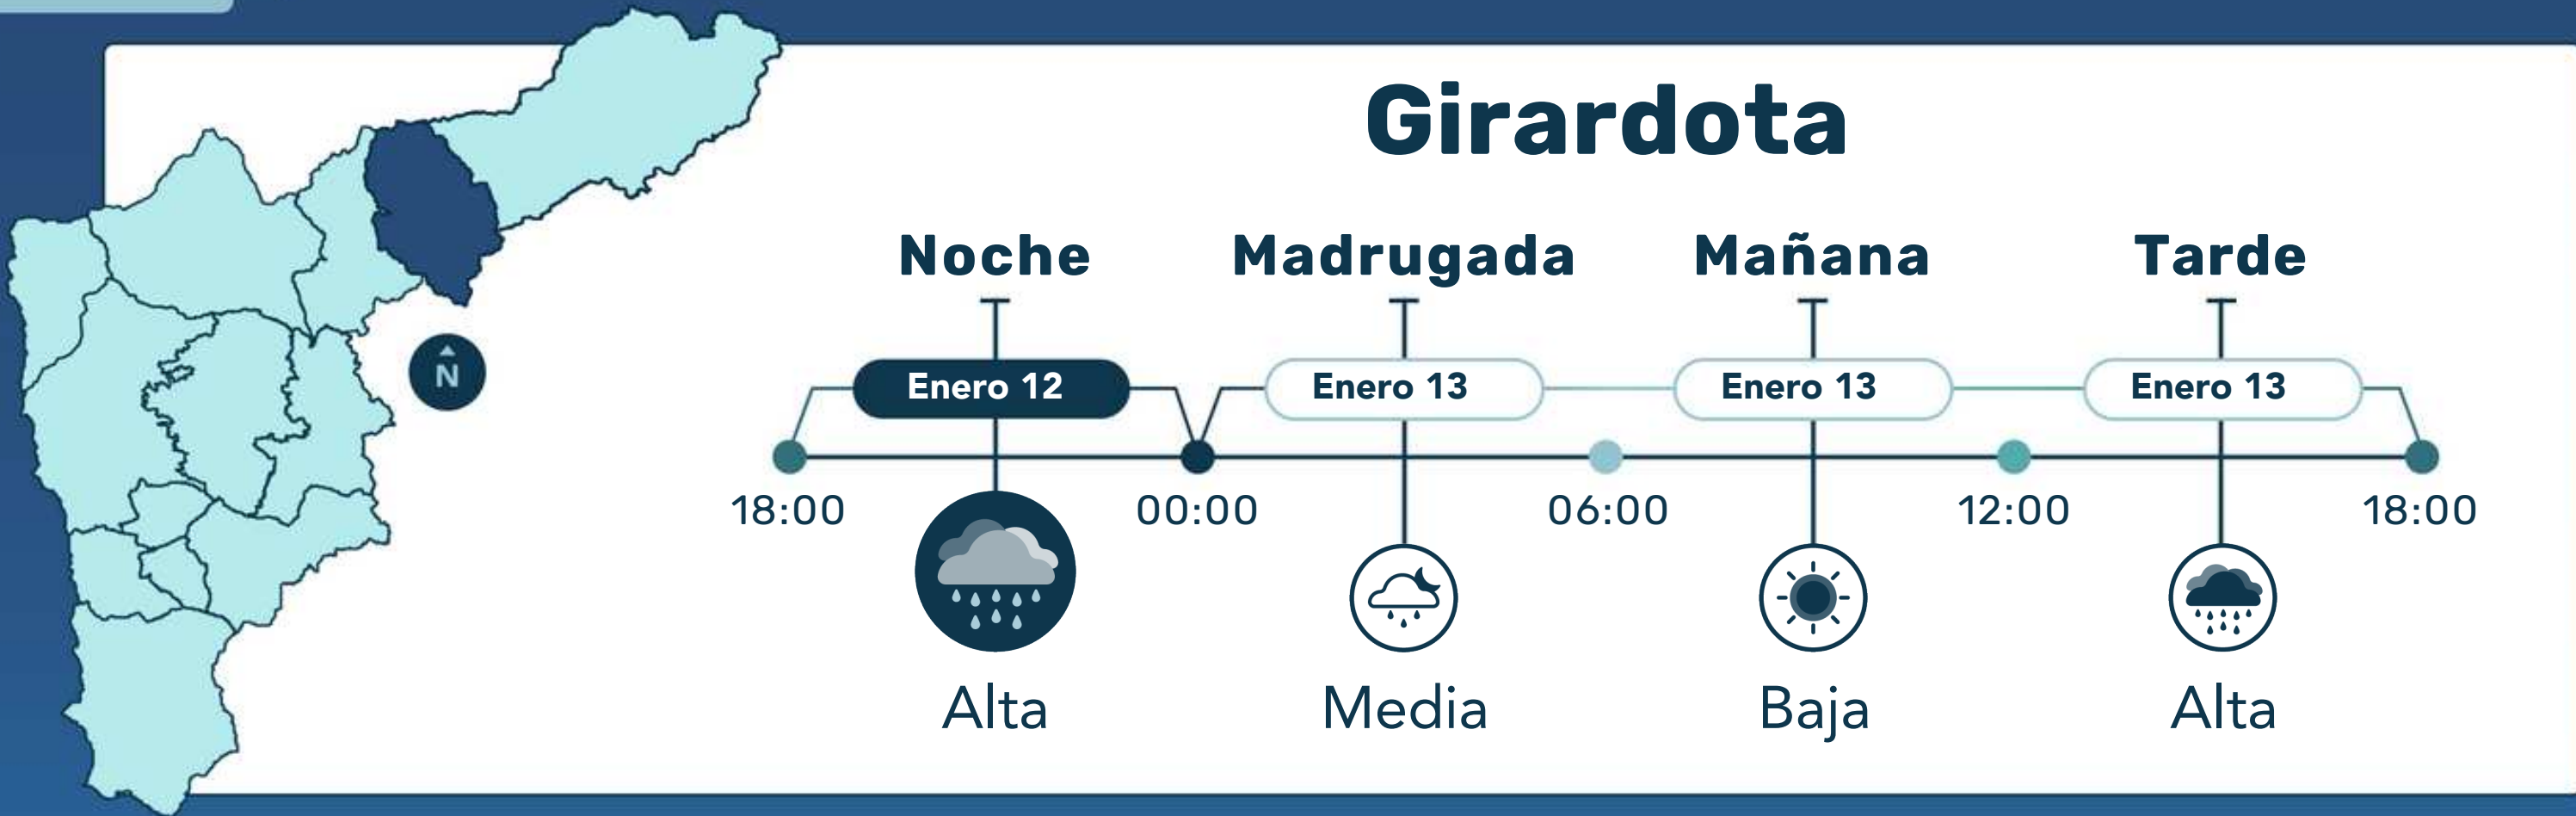 Girardota
Noche
Madrugada
Mañana
Tarde
Enero 12
Enero 13
Enero 13
Enero 13
N
18:00
00:00
06:00
12:00
18:00
Alta
Media
Baja
Alta